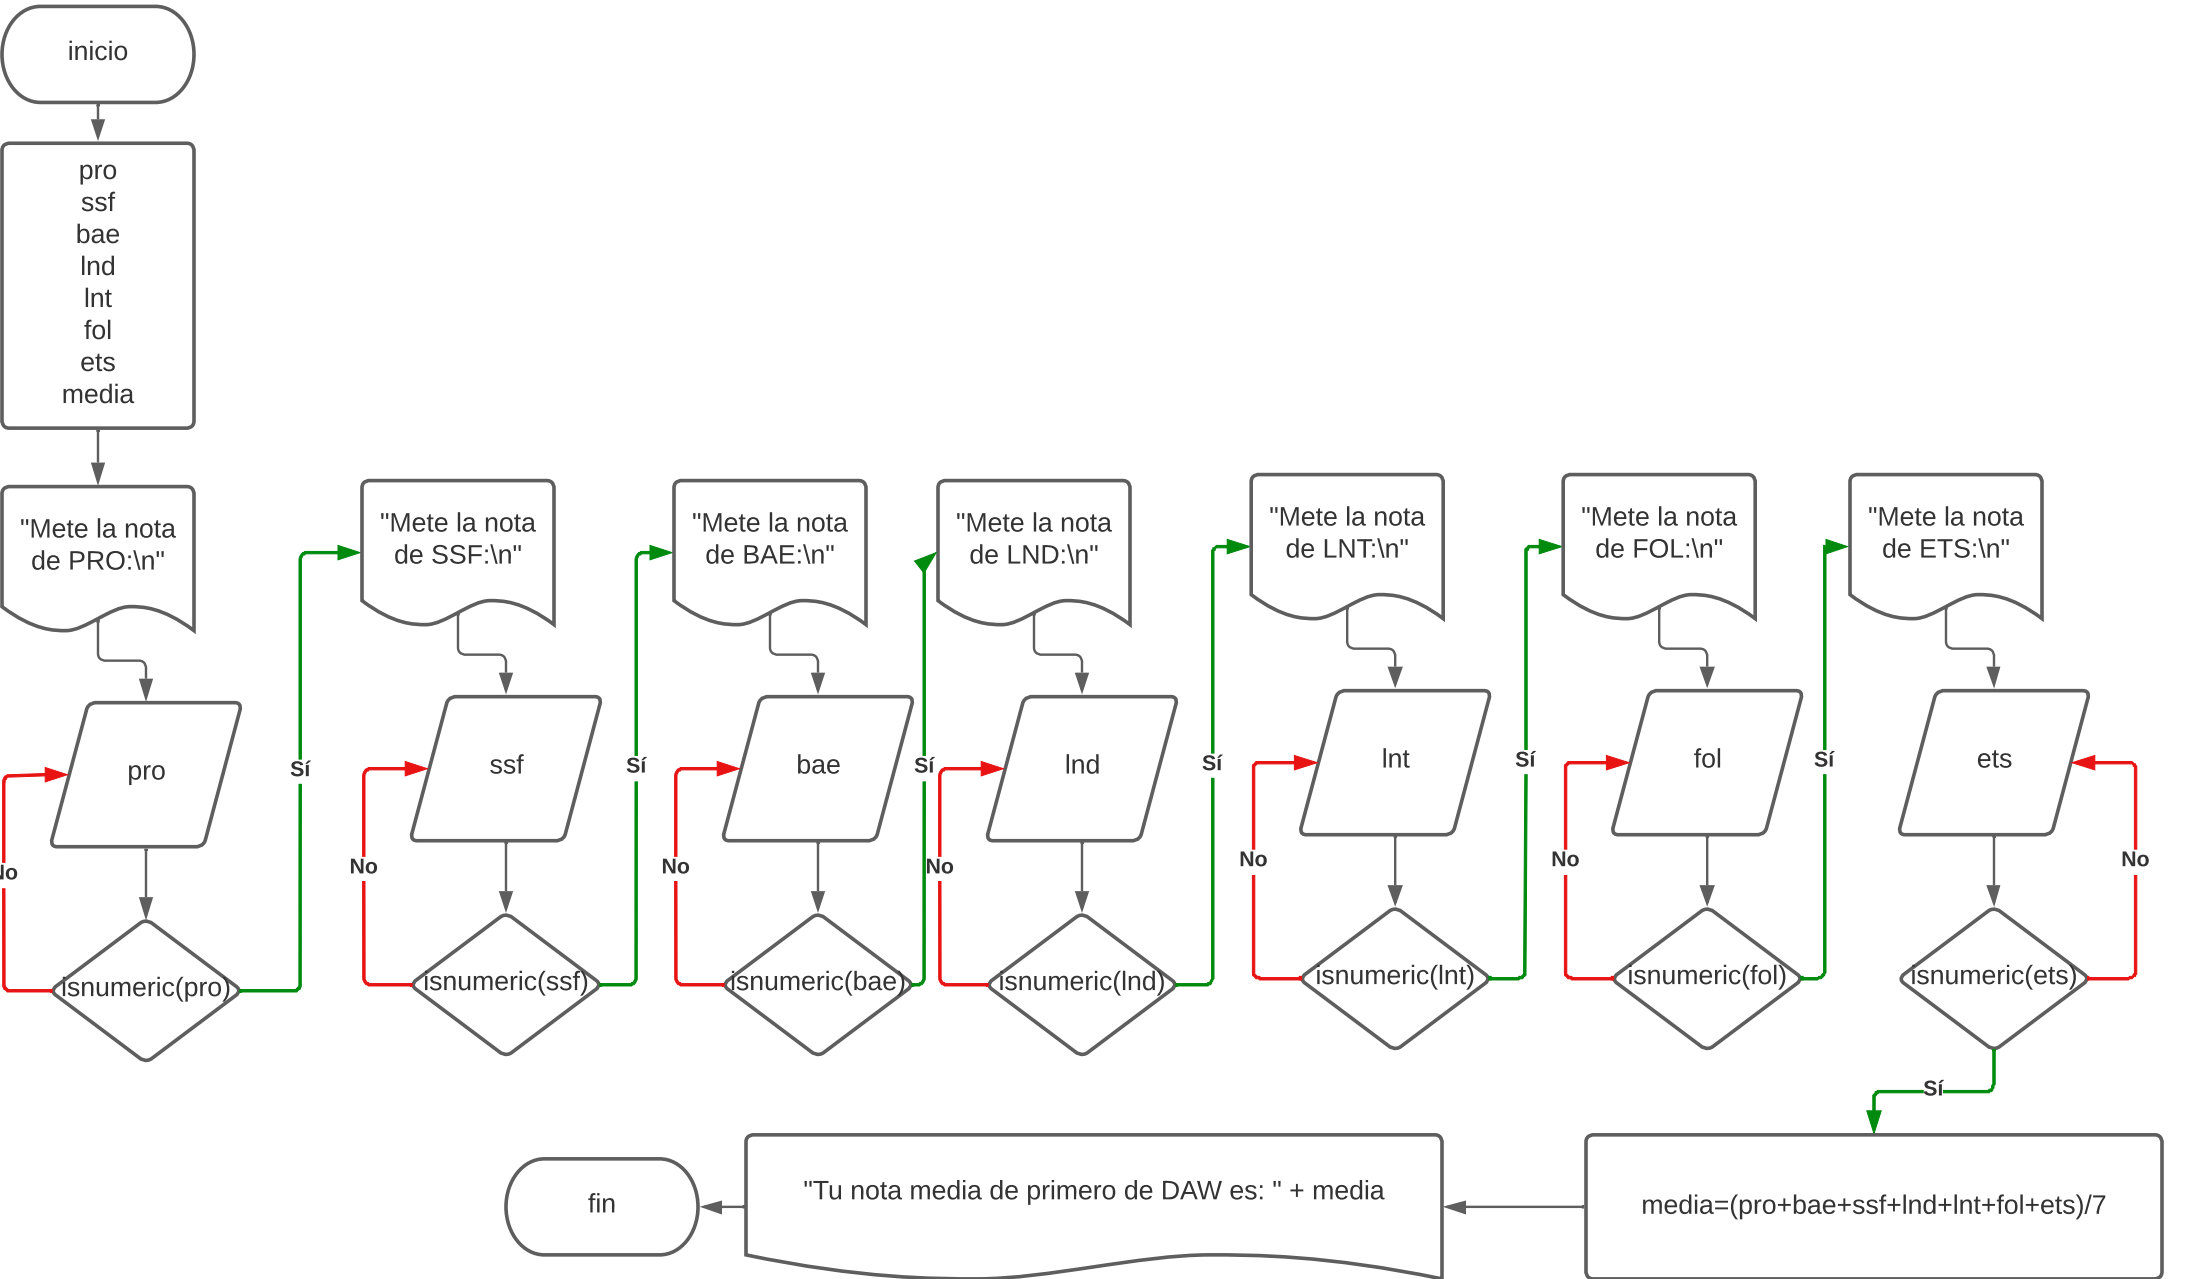 inicio
pro
ssf
bae
lnd
lnt
fol
ets
media
"Mete la nota
de PRO:\n"
pro
No
isnumeric(pro)
Sí
"Mete la nota
de SSF:\n"
ssf
No
isnumeric(ssf)
Sí
"Mete la nota
de BAE:\n"
bae
No
isnumeric(bae)
Sí
"Mete la nota
de LND:\n"
lnd
No
isnumeric(lnd)
Sí
"Mete la nota
de LNT:\n"
lnt
No
isnumeric(lnt)
Sí
"Mete la nota
de FOL:\n"
fol
No
isnumeric(fol)
Sí
"Mete la nota
de ETS:\n"
ets
No
isnumeric(ets)
Sí
media=(pro+bae+ssf+lnd+lnt+fol+ets)/7
"Tu nota media de primero de DAW es: " + media
fin